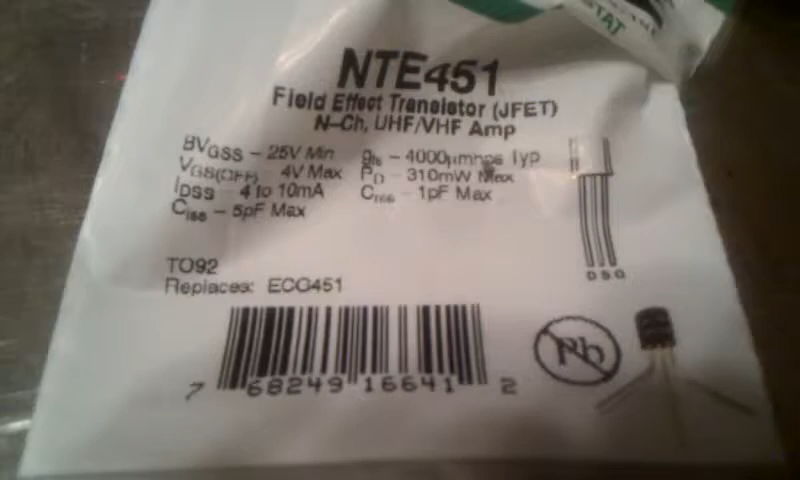 STAT
NTE451
Field Effect Transistor (JFET)
N–Ch, UHF/VHF Amp
BVGSS – 25V Min gfs – 4000µmhos Typ
VGS(OFF) 4V Max PD – 310mW Max
IDSS – 4 to 10mA Crss – 1pF Max
Ciss – 5pF Max
TO92
Replaces: ECG451
D S G
Pb
7 68249 16641 2